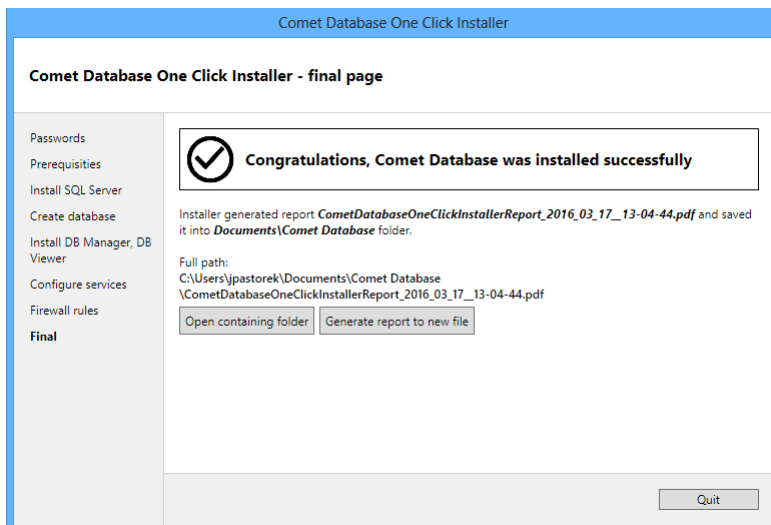 Comet Database One Click Installer
Comet Database One Click Installer - final page
Passwords
Prerequisities
Install SQL Server
Create database
Install DB Manager, DB
Viewer
Configure services
Firewall rules
Final
Congratulations, Comet Database was installed successfully
Installer generated report CometDatabaseOneClickInstallerReport_2016_03_17__13-04-44.pdf and saved
it into Documents\Comet Database folder.
Full path:
C:\Users\jpastorek\Documents\Comet Database
\CometDatabaseOneClickInstallerReport_2016_03_17__13-04-44.pdf
Open containing folder
Generate report to new file
Quit